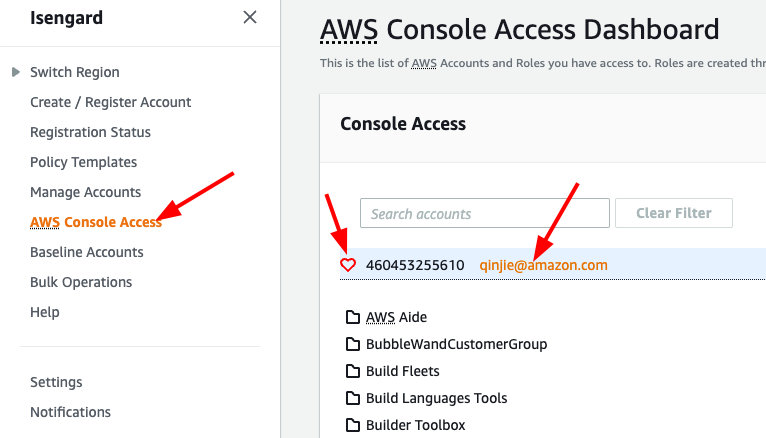 Isengard
Switch Region
Create / Register Account
Registration Status
Policy Templates
Manage Accounts
AWS Console Access
Baseline Accounts
Bulk Operations
Help
Settings
Notifications
AWS Console Access Dashboard
This is the list of AWS Accounts and Roles you have access to. Roles are created thr
Console Access
Search accounts
Clear Filter
460453255610 qinjie@amazon.com
AWS Aide
BubbleWandCustomerGroup
Build Fleets
Build Languages Tools
Builder Toolbox